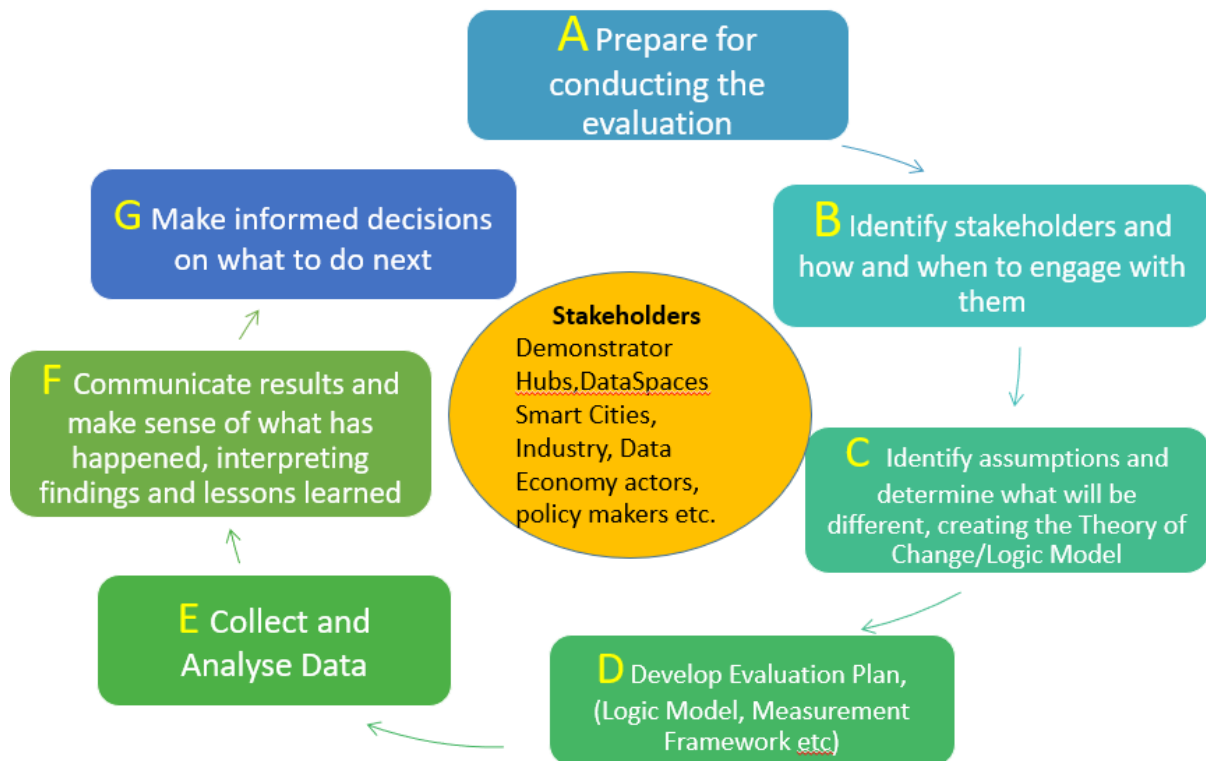 A Prepare for
conducting the
evaluation
B Identify stakeholders and
how and when to engage with
them
C Identify assumptions and
determine what will be
different, creating the Theory of
Change/Logic Model
D Develop Evaluation Plan,
(Logic Model, Measurement
Framework etc)
E Collect and
Analyse Data
F Communicate results and
make sense of what has
happened, interpreting
findings and lessons learned
G Make informed decisions
on what to do next
Stakeholders
Demonstrator
Hubs,DataSpaces
Smart Cities,
Industry, Data
Economy actors,
policy makers etc.